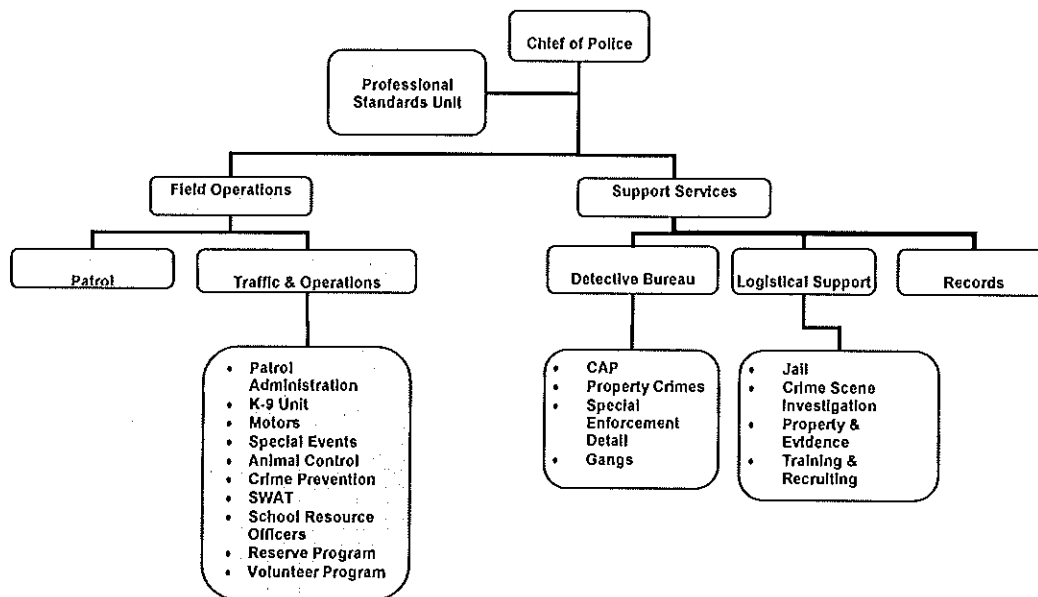 Chief of Police
Professional
Standards Unit
Field Operations
Support Services
Patrol
Traffic & Operations
Detective Bureau
Logistical Support
Records
• Patrol
Administration
• K-9 Unit
• Motors
• Special Events
• Animal Control
• Crime Prevention
• SWAT
• School Resource
Officers
• Reserve Program
• Volunteer Program
• CAP
• Property Crimes
• Special
Enforcement
Detail
• Gangs
• Jail
• Crime Scene
Investigation
• Property &
Evidence
• Training &
Recruiting